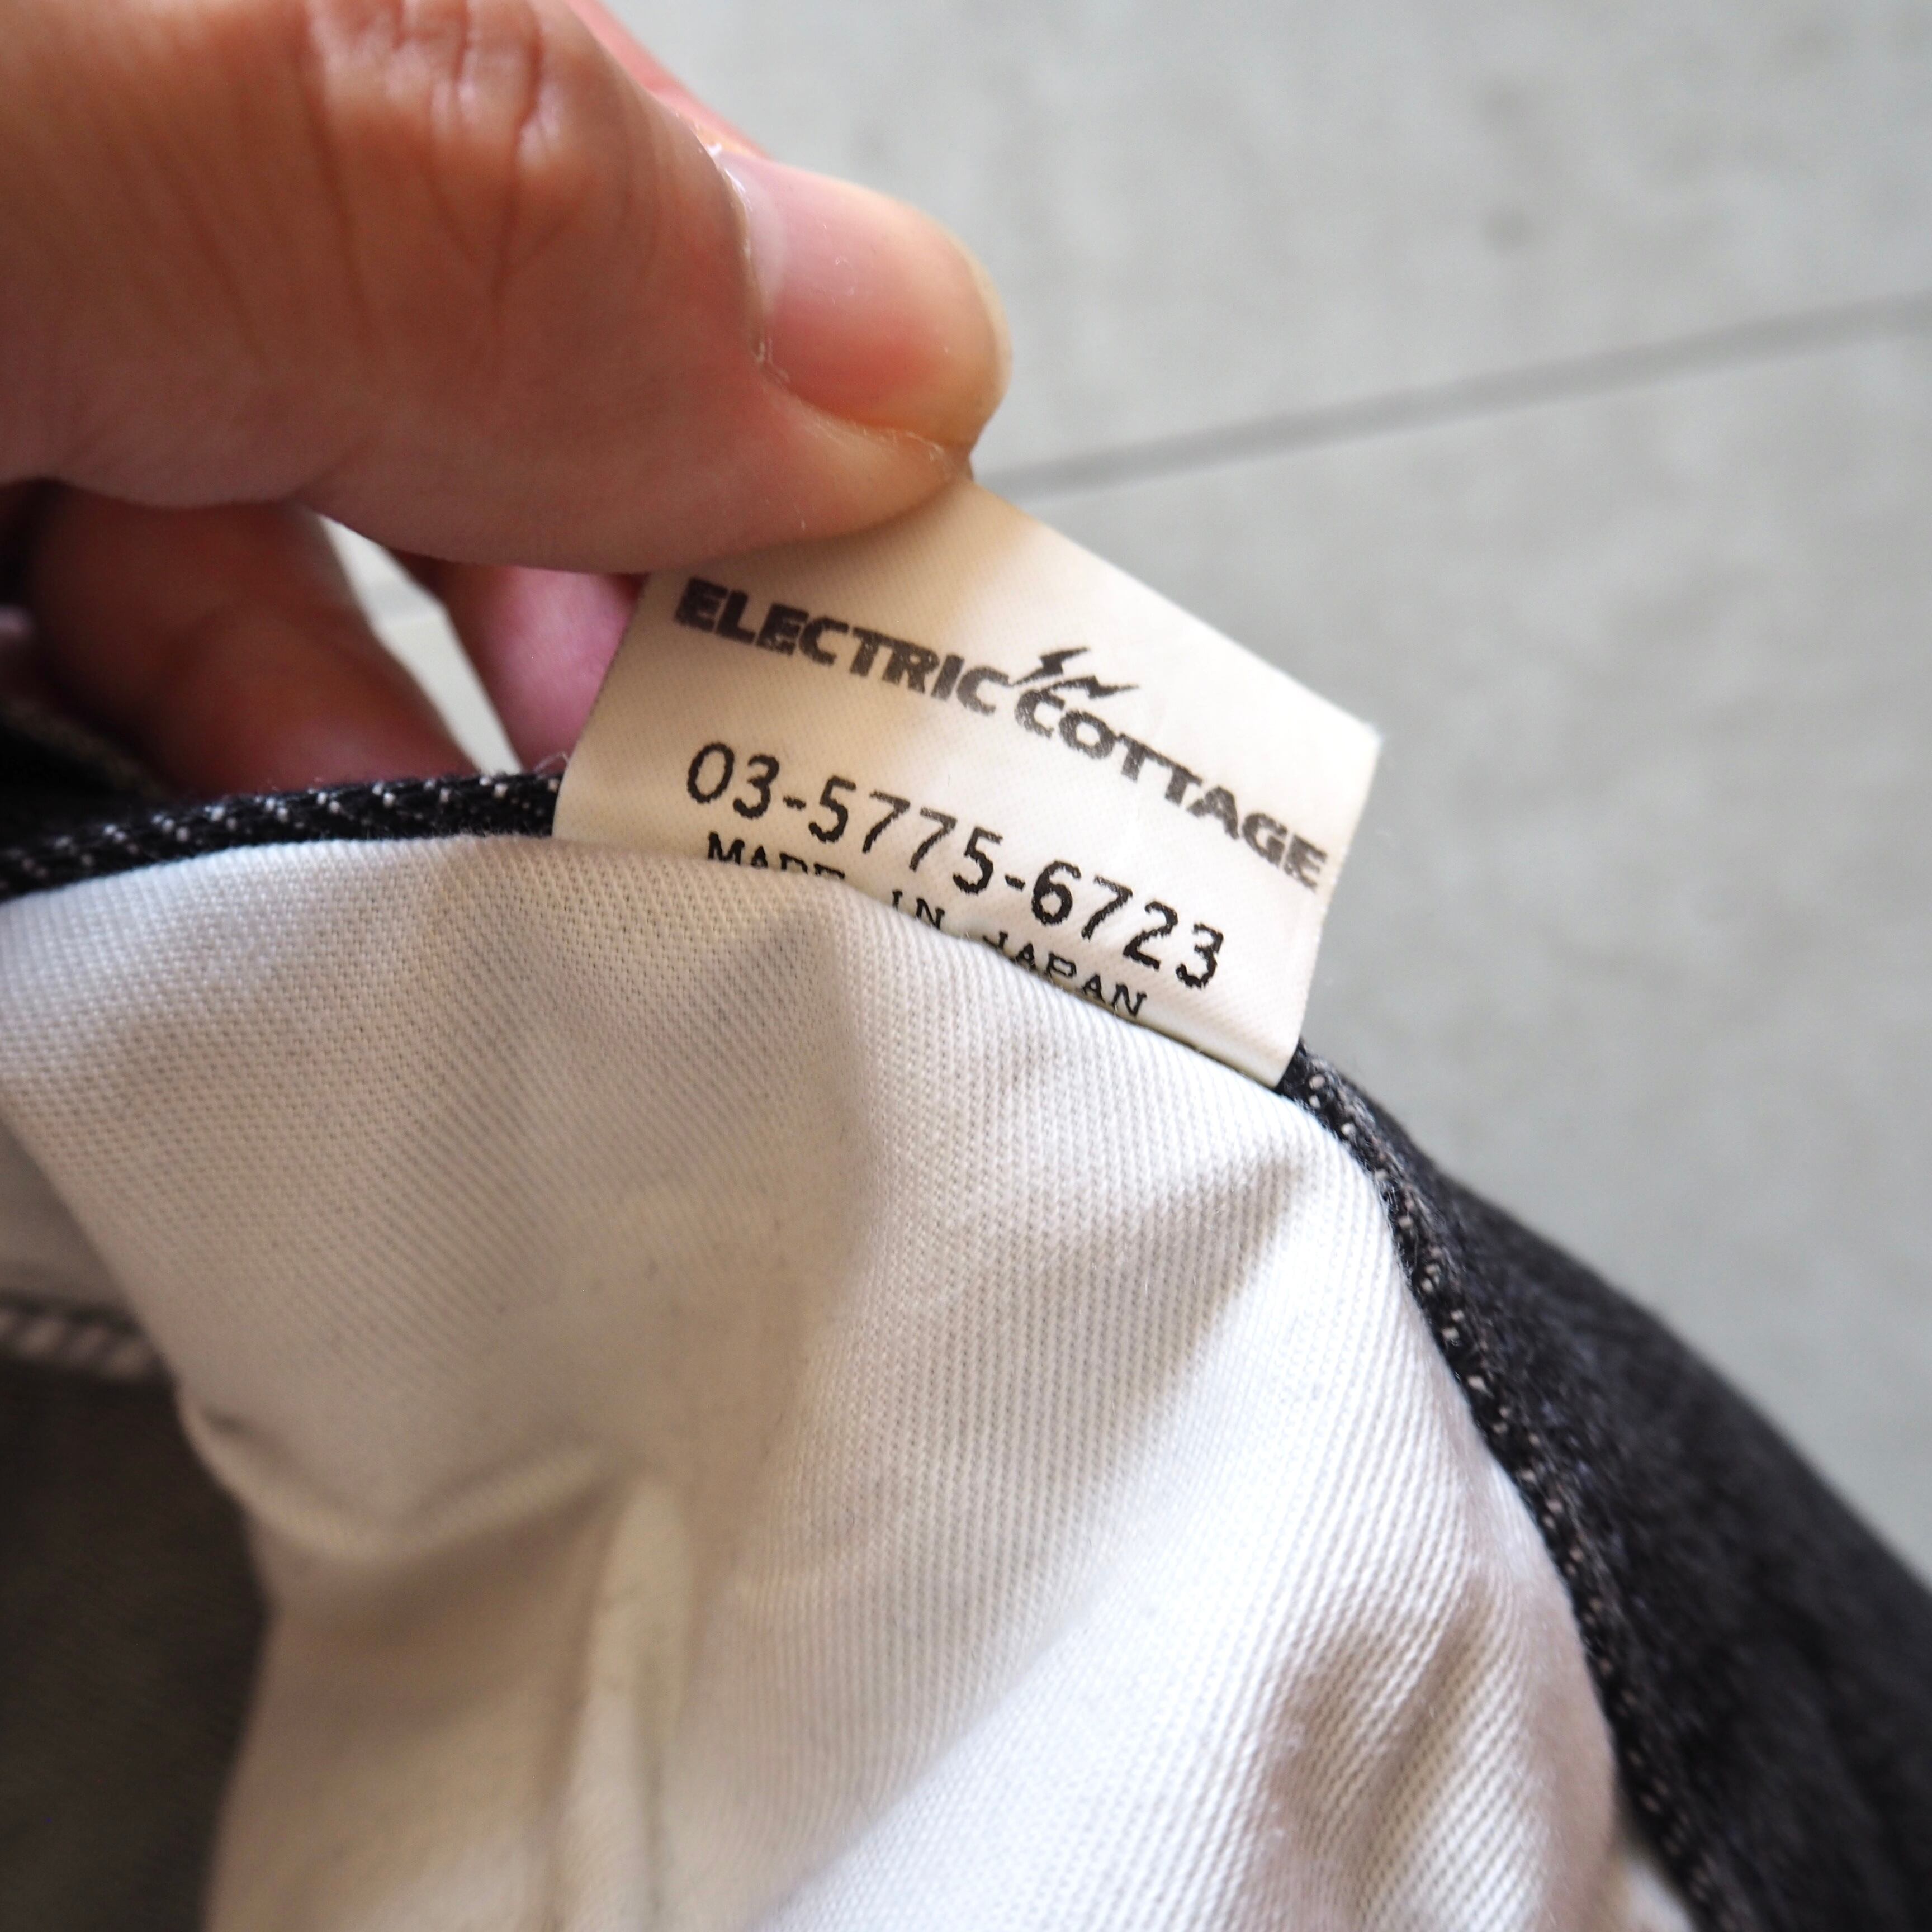 ELECTRIC COTTAGE
03-5775-6723
MADE IN JAPAN